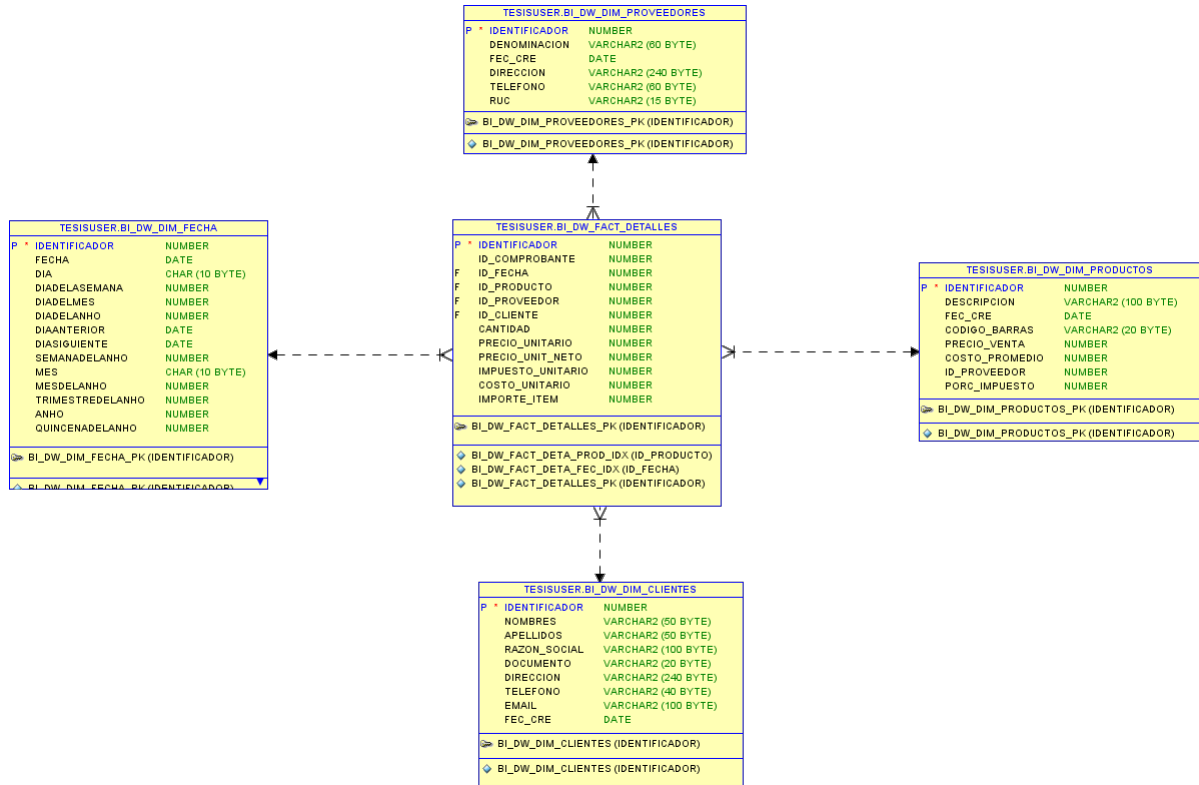 TESISUSER.BI_DW_DIM_PROVEEDORES
P * IDENTIFICADOR NUMBER
DENOMINACION VARCHAR2 (60 BYTE)
FEC_CRE DATE
DIRECCION VARCHAR2 (240 BYTE)
TELEFONO VARCHAR2 (60 BYTE)
RUC VARCHAR2 (15 BYTE)
BI_DW_DIM_PROVEEDORES_PK (IDENTIFICADOR)
BI_DW_DIM_PROVEEDORES_PK (IDENTIFICADOR)
TESISUSER.BI_DW_DIM_FECHA
P * IDENTIFICADOR NUMBER
FECHA DATE
DIA CHAR (10 BYTE)
DIADELASEMANA NUMBER
DIADELMES NUMBER
DIADELANHO NUMBER
DIAANTERIOR DATE
DIASIGUIENTE DATE
SEMANADELANHO NUMBER
MES CHAR (10 BYTE)
MESDELANHO NUMBER
TRIMESTREDELANHO NUMBER
ANHO NUMBER
QUINCENADELANHO NUMBER
BI_DW_DIM_FECHA_PK (IDENTIFICADOR)
BI_DW_DIM_FECHA_PK (IDENTIFICADOR)
TESISUSER.BI_DW_FACT_DETALLES
P * IDENTIFICADOR NUMBER
ID_COMPROBANTE NUMBER
F ID_FECHA NUMBER
F ID_PRODUCTO NUMBER
F ID_PROVEEDOR NUMBER
F ID_CLIENTE NUMBER
CANTIDAD NUMBER
PRECIO_UNITARIO NUMBER
PRECIO_UNIT_NETO NUMBER
IMPUESTO_UNITARIO NUMBER
COSTO_UNITARIO NUMBER
IMPORTE_ITEM NUMBER
BI_DW_FACT_DETALLES_PK (IDENTIFICADOR)
BI_DW_FACT_DETA_PROD_IDX (ID_PRODUCTO)
BI_DW_FACT_DETA_FEC_IDX (ID_FECHA)
BI_DW_FACT_DETALLES_PK (IDENTIFICADOR)
TESISUSER.BI_DW_DIM_PRODUCTOS
P * IDENTIFICADOR NUMBER
DESCRIPCION VARCHAR2 (100 BYTE)
FEC_CRE DATE
CODIGO_BARRAS VARCHAR2 (20 BYTE)
PRECIO_VENTA NUMBER
COSTO_PROMEDIO NUMBER
ID_PROVEEDOR NUMBER
PORC_IMPUESTO NUMBER
BI_DW_DIM_PRODUCTOS_PK (IDENTIFICADOR)
BI_DW_DIM_PRODUCTOS_PK (IDENTIFICADOR)
TESISUSER.BI_DW_DIM_CLIENTES
P * IDENTIFICADOR NUMBER
NOMBRES VARCHAR2 (50 BYTE)
APELLIDOS VARCHAR2 (50 BYTE)
RAZON_SOCIAL VARCHAR2 (100 BYTE)
DOCUMENTO VARCHAR2 (20 BYTE)
DIRECCION VARCHAR2 (240 BYTE)
TELEFONO VARCHAR2 (40 BYTE)
EMAIL VARCHAR2 (100 BYTE)
FEC_CRE DATE
BI_DW_DIM_CLIENTES (IDENTIFICADOR)
BI_DW_DIM_CLIENTES (IDENTIFICADOR)